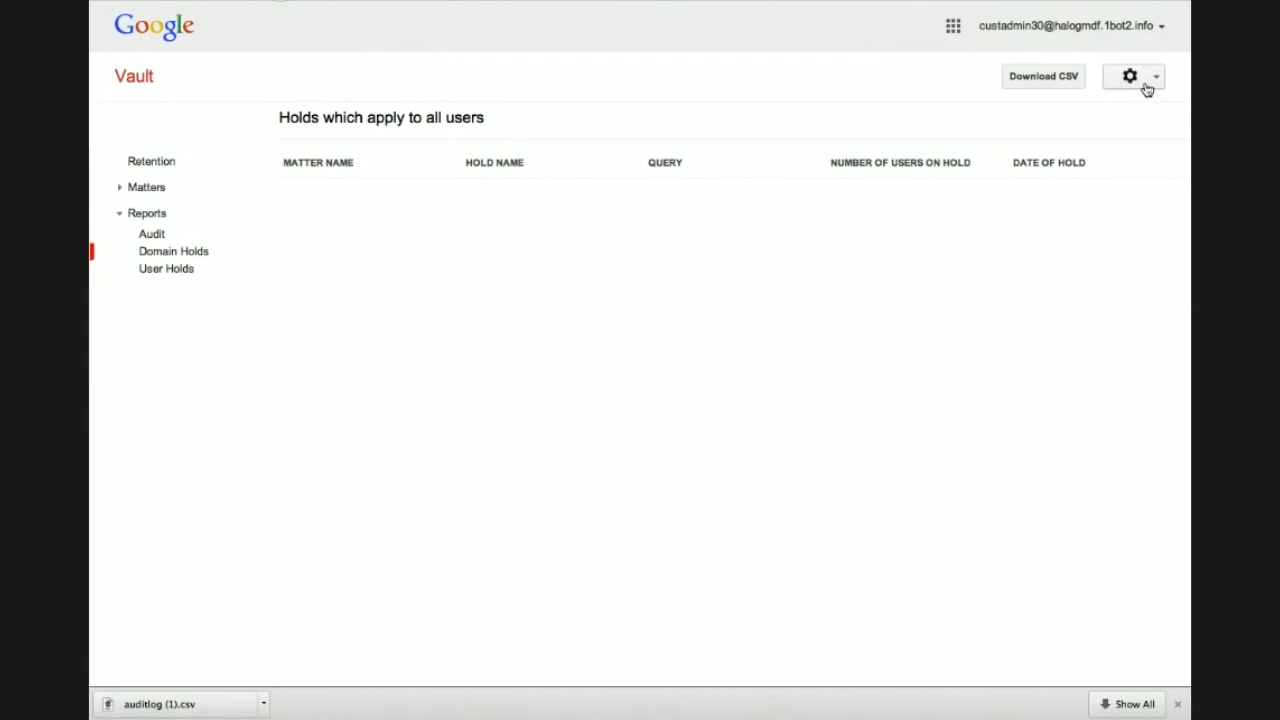 Google
custadmin30@halogmdf.1bot2.info
Vault
Download CSV
Holds which apply to all users
Retention
MATTER NAME
HOLD NAME
QUERY
NUMBER OF USERS ON HOLD
DATE OF HOLD
Matters
Reports
Audit
Domain Holds
User Holds
auditlog (1).csv
Show All